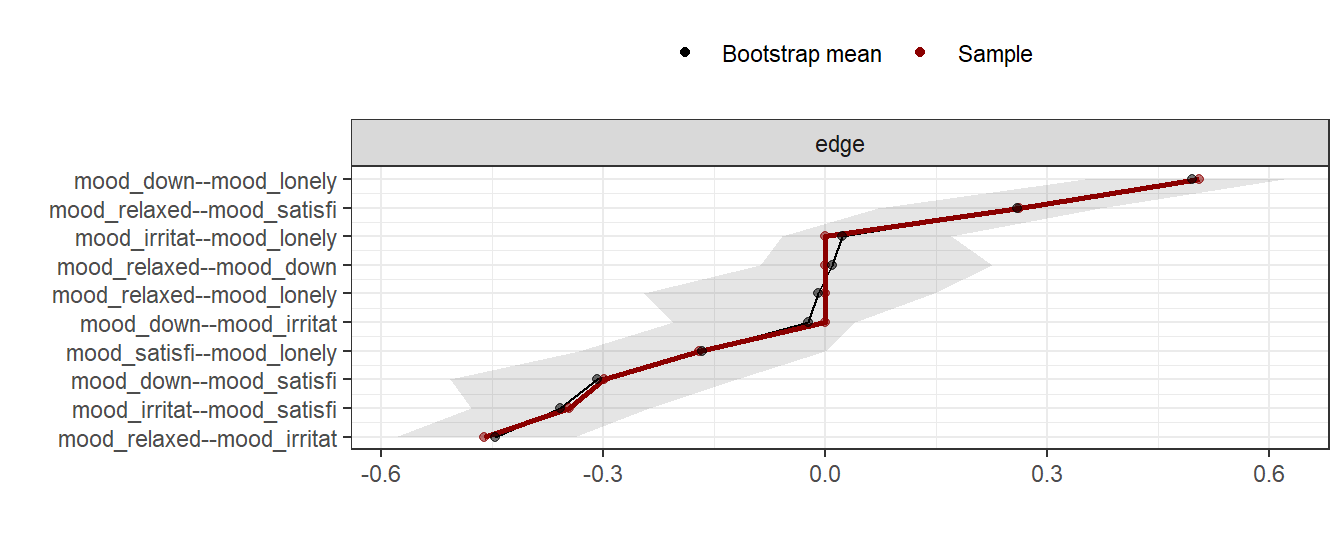 Bootstrap mean Sample
edge
mood_down--mood_lonely
mood_relaxed--mood_satisfi
mood_irritat--mood_lonely
mood_relaxed--mood_down
mood_relaxed--mood_lonely
mood_down--mood_irritat
mood_satisfi--mood_lonely
mood_down--mood_satisfi
mood_irritat--mood_satisfi
mood_relaxed--mood_irritat
-0.6 -0.3 0.0 0.3 0.6